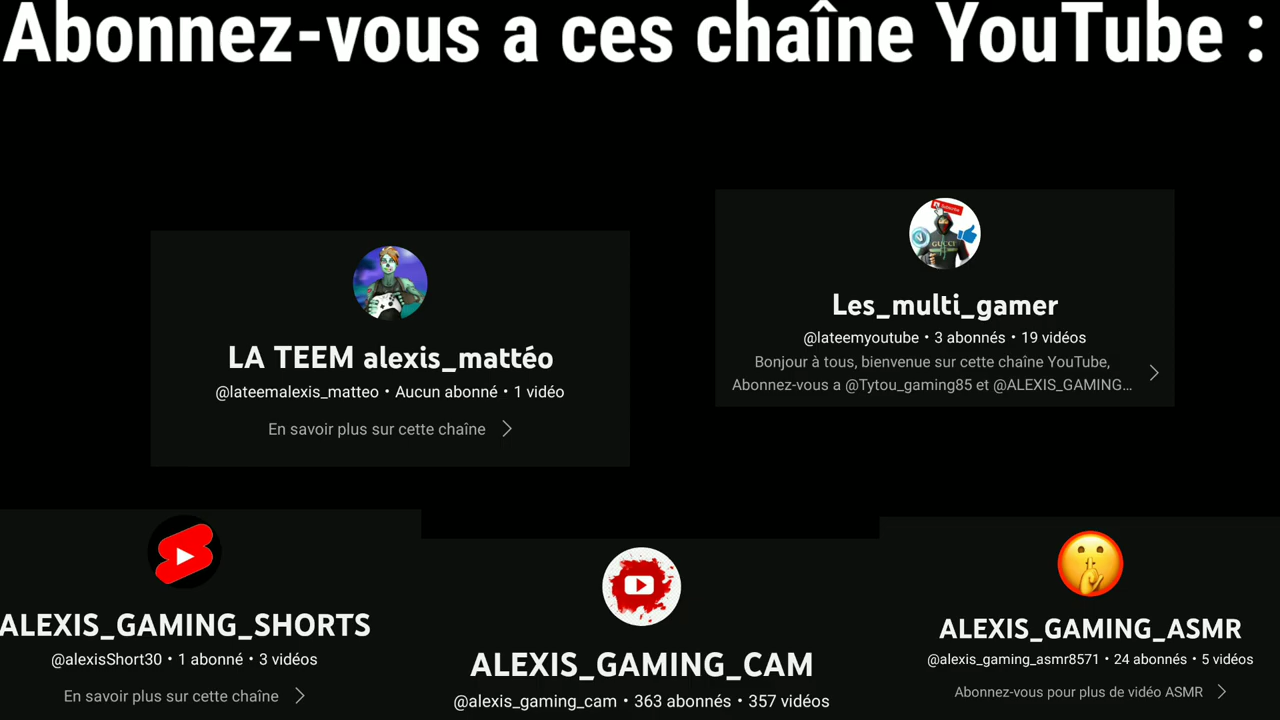 Abonnez-vous a ces chaîne YouTube :
LA TEEM alexis_mattéo
@lateemalexis_matteo • Aucun abonné • 1 vidéo
En savoir plus sur cette chaîne
GUCCI
Les_multi_gamer
@lateemyoutube • 3 abonnés • 19 vidéos
Bonjour à tous, bienvenue sur cette chaîne YouTube,
Abonnez-vous a @Tytou_gaming85 et @ALEXIS_GAMING...
ALEXIS_GAMING_SHORTS
@alexisShort30 • 1 abonné • 3 vidéos
En savoir plus sur cette chaîne
ALEXIS_GAMING_CAM
@alexis_gaming_cam • 363 abonnés • 357 vidéos
ALEXIS_GAMING_ASMR
@alexis_gaming_asmr8571 • 24 abonnés • 5 vidéos
Abonnez-vous pour plus de vidéo ASMR